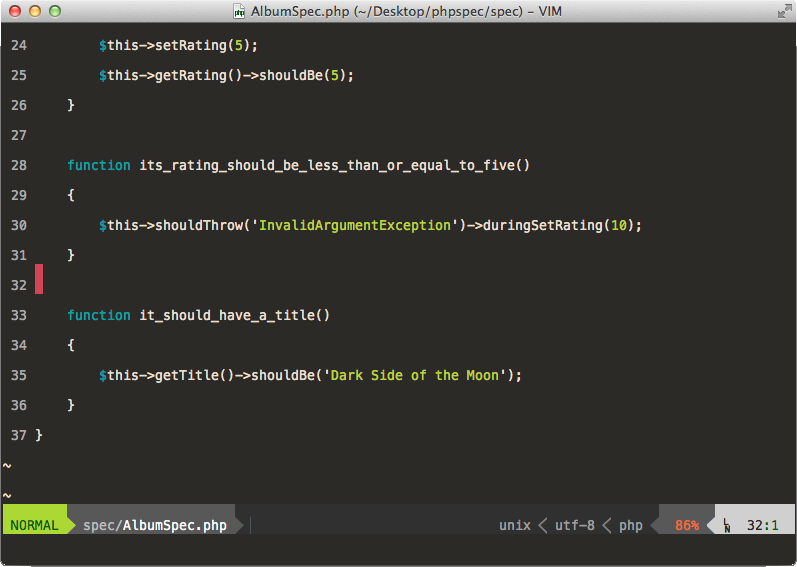 AlbumSpec.php (~/Desktop/phpspec/spec) – VIM
24         $this->setRating(5);
25         $this->getRating()->shouldBe(5);
26     }
27
28     function its_rating_should_be_less_than_or_equal_to_five()
29     {
30         $this->shouldThrow('InvalidArgumentException')->duringSetRating(10);
31     }
32
33     function it_should_have_a_title()
34     {
35         $this->getTitle()->shouldBe('Dark Side of the Moon');
36     }
37 }
~
~
NORMAL spec/AlbumSpec.php unix < utf-8 < php 86% LN 32:1